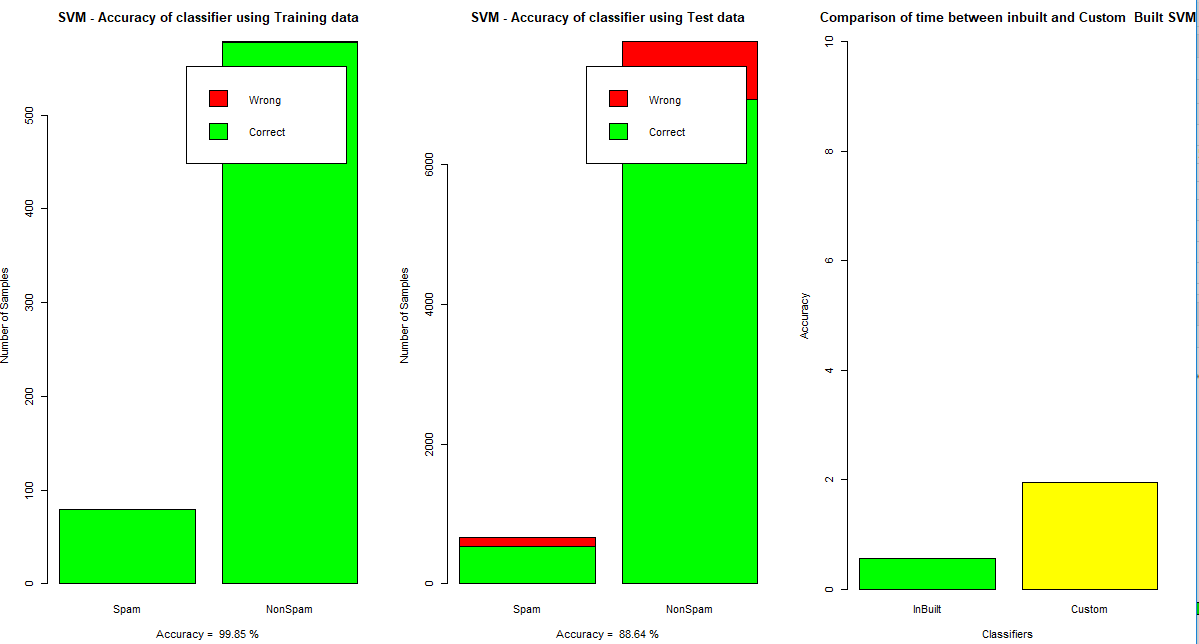 SVM - Accuracy of classifier using Training data
Number of Samples
500
400
300
200
100
0
Wrong
Correct
Spam
NonSpam
Accuracy = 99.85 %
SVM - Accuracy of classifier using Test data
Number of Samples
6000
4000
2000
0
Wrong
Correct
Spam
NonSpam
Accuracy = 88.64 %
Comparison of time between inbuilt and Custom Built SVM
Accuracy
10
8
6
4
2
0
InBuilt
Custom
Classifiers